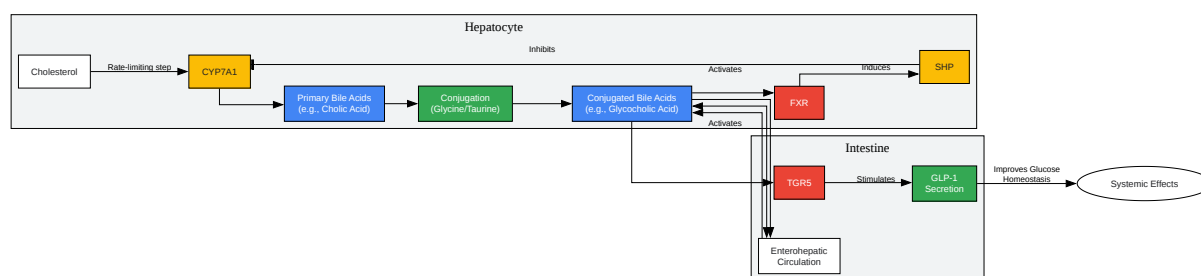 Hepatocyte
Inhibits
Cholesterol
Rate-limiting step
CYP7A1
Activates
Induces
SHP
Primary Bile Acids
(e.g., Cholic Acid)
Conjugation
(Glycine/Taurine)
Conjugated Bile Acids
(e.g., Glycocholic Acid)
FXR
Activates
Intestine
TGR5
Stimulates
GLP-1
Secretion
Improves Glucose
Homeostasis
Systemic Effects
Enterohepatic
Circulation